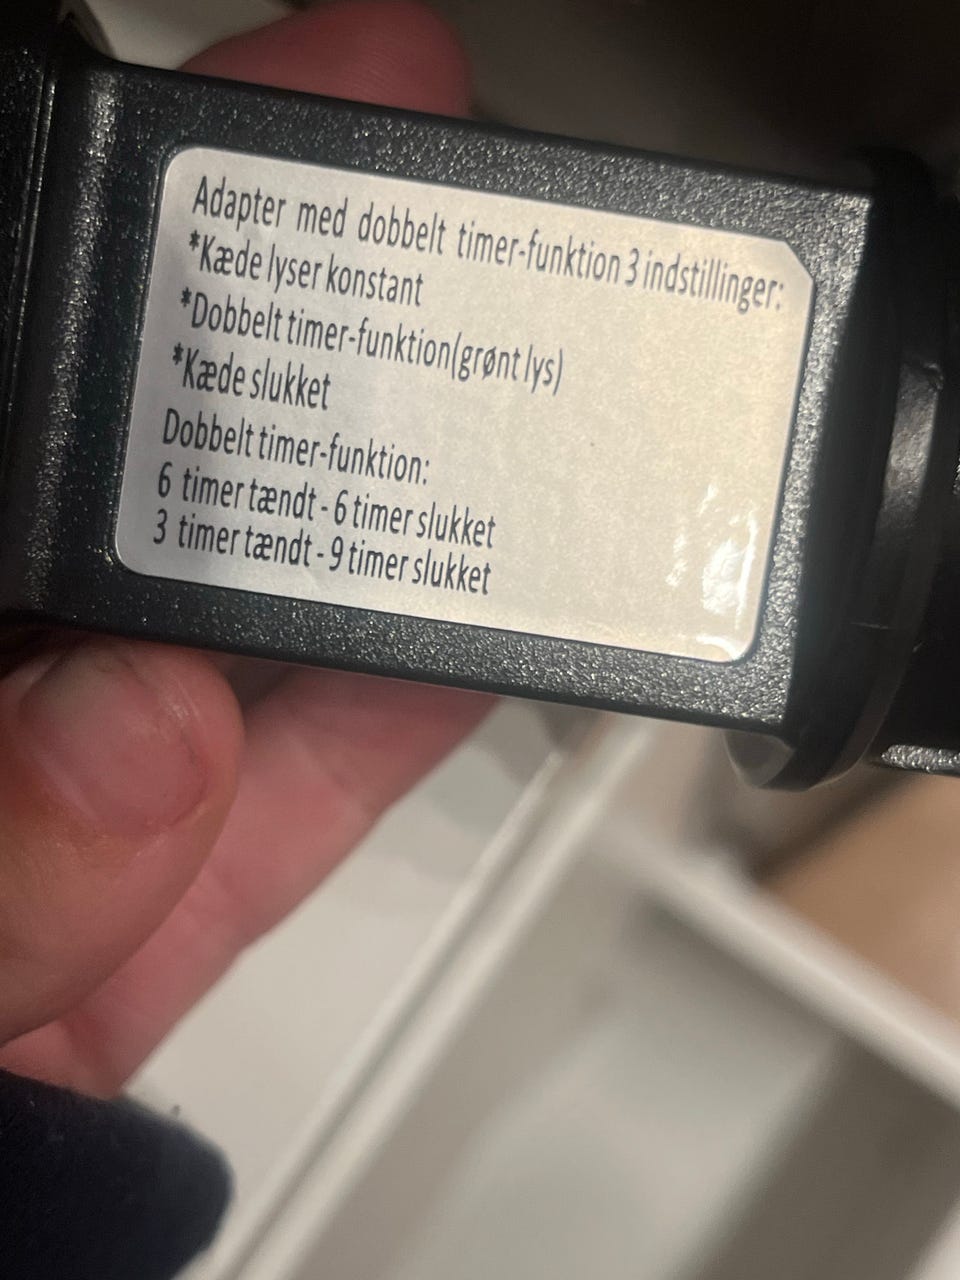 Adapter med dobbelt timer-funktion 3 indstillinger:
*Kæde lyser konstant
*Dobbelt timer-funktion(grønt lys)
*Kæde slukket
Dobbelt timer-funktion:
6 timer tændt - 6 timer slukket
3 timer tændt - 9 timer slukket